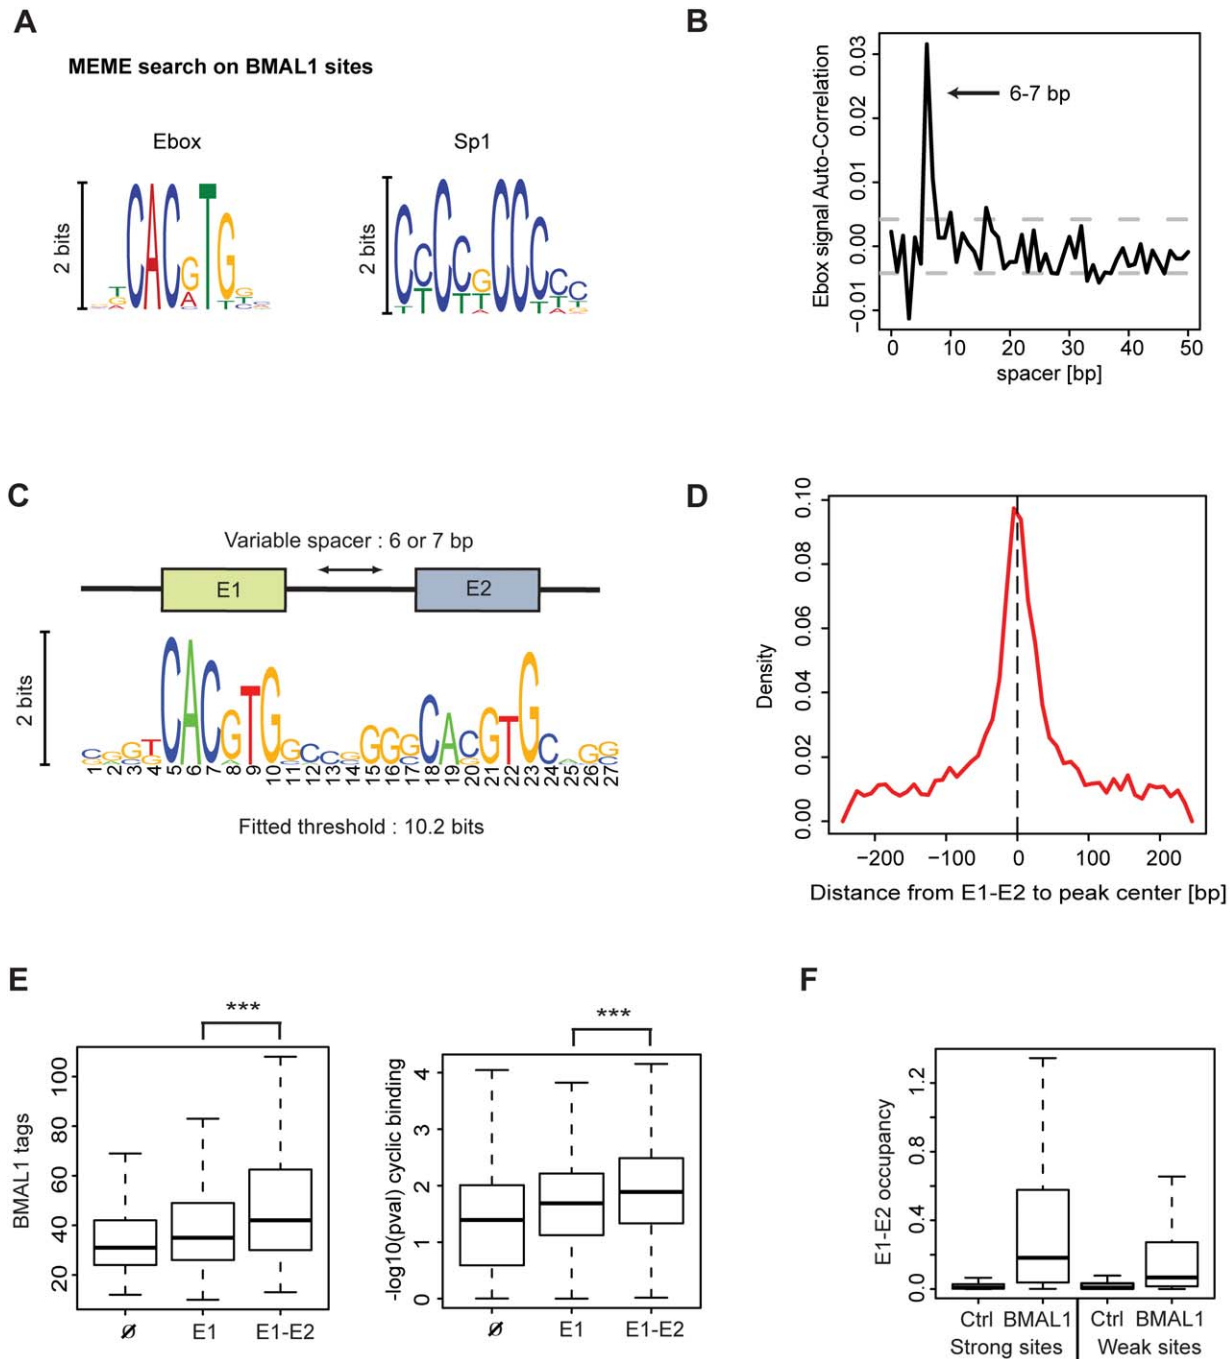 A
MEME search on BMAL1 sites
Ebox
Sp1
2 bits
2 bits
B
Ebox signal Auto-Correlation
0.03
0.02
0.01
0.00
−0.01
6-7 bp
0 10 20 30 40 50
spacer [bp]
C
Variable spacer : 6 or 7 bp
E1
E2
2 bits
CACGTG
CACGTG
1 2 3 4 5 6 7 8 9 10 11 12 13 14 15 16 17 18 19 20 21 22 23 24 25 26 27
Fitted threshold : 10.2 bits
D
Density
0.10
0.08
0.06
0.04
0.02
0.00
−200 −100 0 100 200
Distance from E1-E2 to peak center [bp]
E
***
BMAL1 tags
100
80
60
40
20
Ø E1 E1-E2
***
-log10(pval) cyclic binding
4
3
2
1
0
Ø E1 E1-E2
F
E1-E2 occupancy
1.2
0.8
0.4
0.0
Ctrl BMAL1 Ctrl BMAL1
Strong sites Weak sites